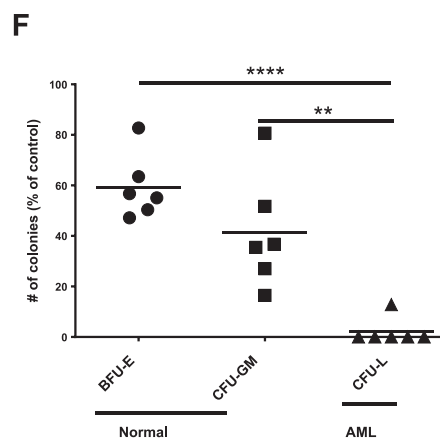 F
****
**
# of colonies (% of control)
100
80
60
40
20
0
BFU-E
CFU-GM
CFU-L
Normal
AML